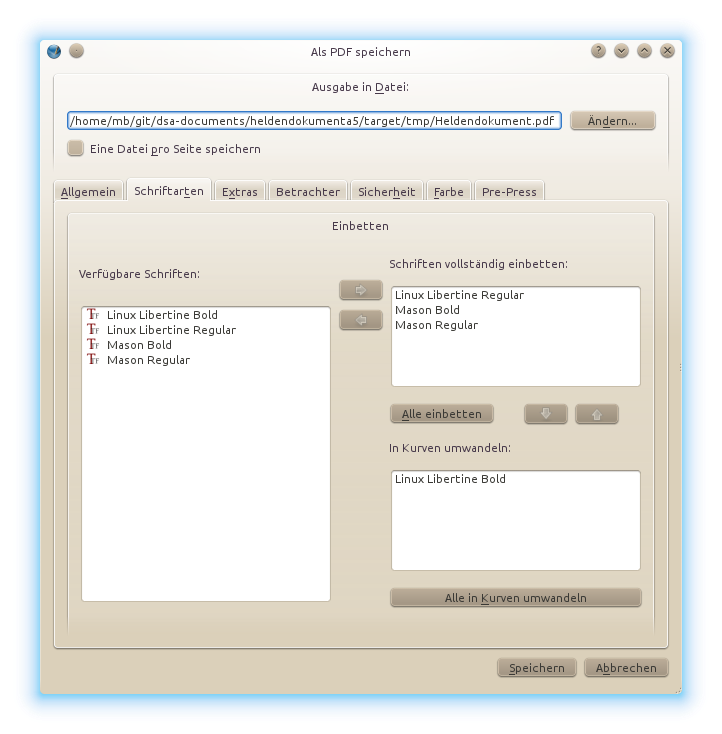 Als PDF speichern
Ausgabe in Datei:
/home/mb/git/dsa-documents/heldendokumenta5/target/tmp/Heldendokument.pdf
Ändern...
Eine Datei pro Seite speichern
Allgemein Schriftarten Extras Betrachter Sicherheit Farbe Pre-Press
Einbetten
Verfügbare Schriften:
Linux Libertine Bold
Linux Libertine Regular
Mason Bold
Mason Regular
Schriften vollständig einbetten:
Linux Libertine Regular
Mason Bold
Mason Regular
Alle einbetten
In Kurven umwandeln:
Linux Libertine Bold
Alle in Kurven umwandeln
Speichern Abbrechen